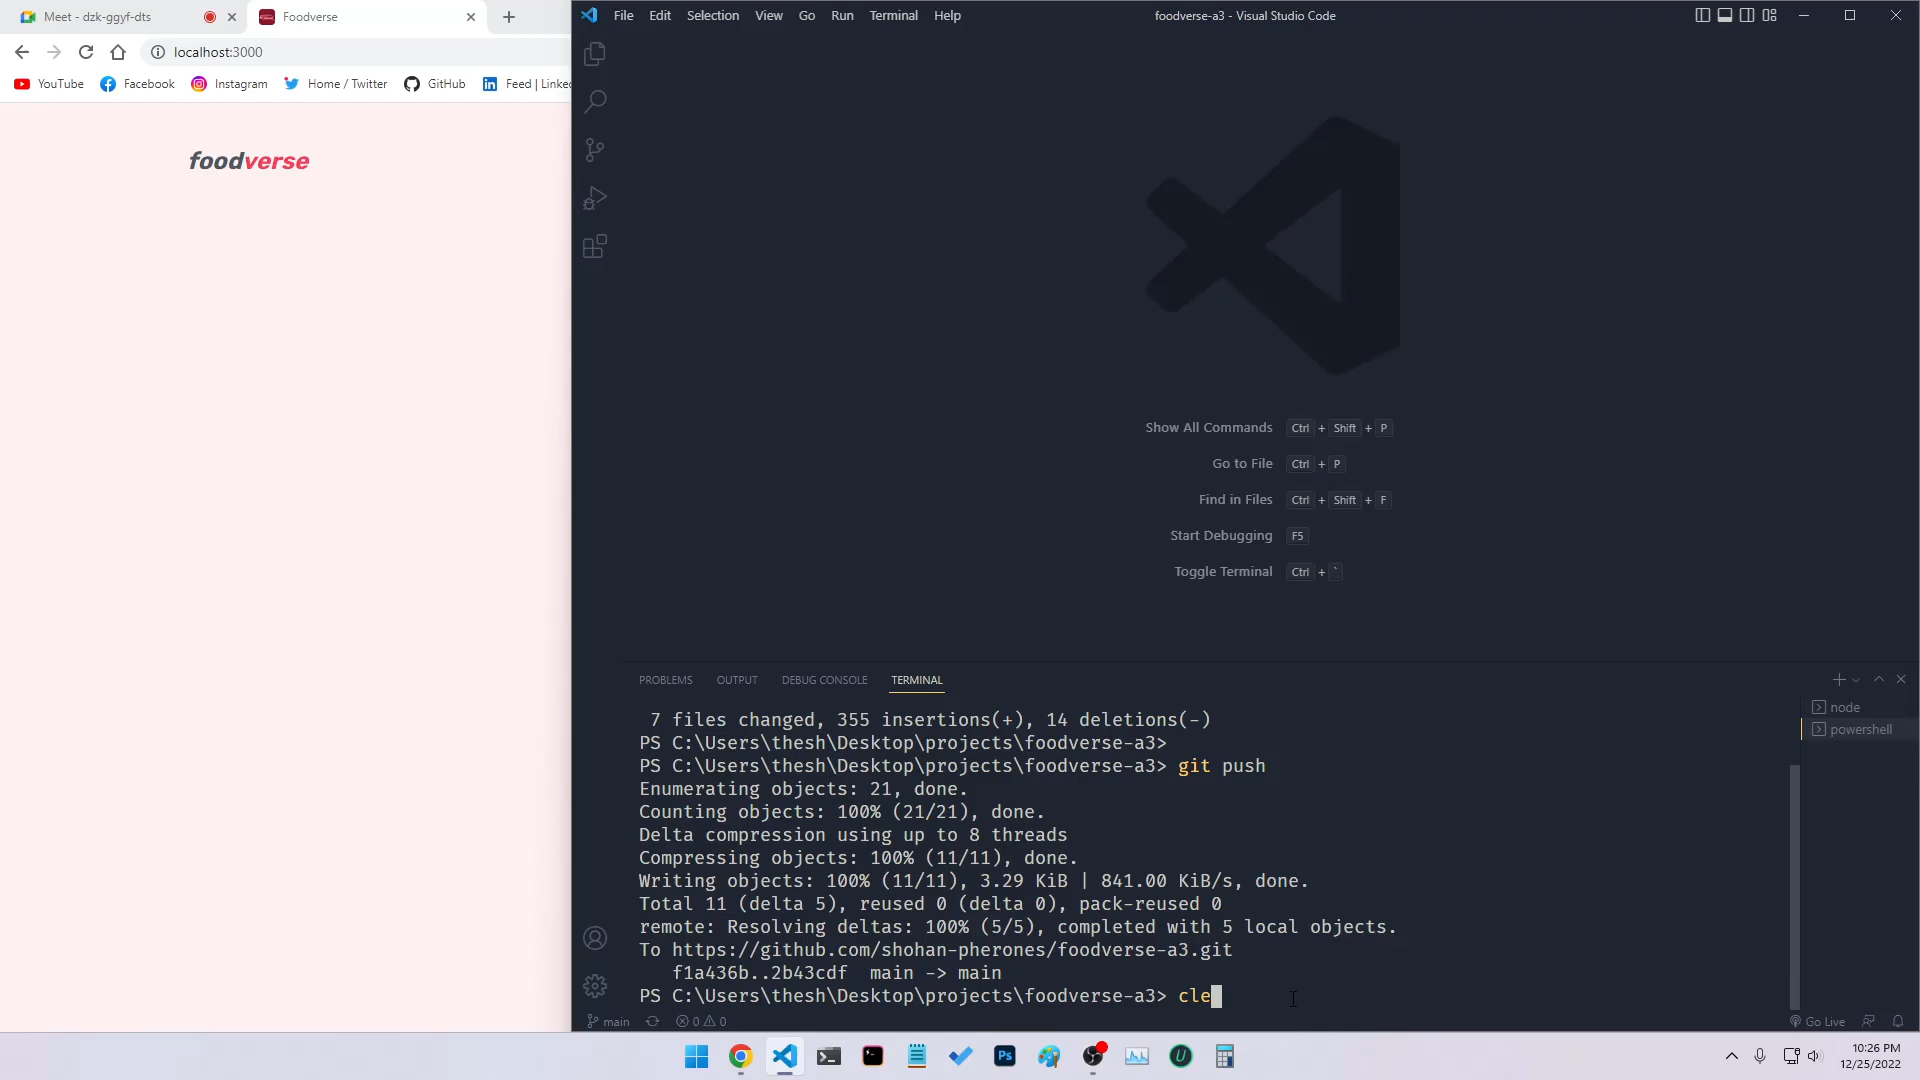 Meet - dzk-ggyf-dts
Foodverse
localhost:3000
YouTube
Facebook
Instagram
Home / Twitter
GitHub
Feed | Linked
foodverse
File Edit Selection View Go Run Terminal Help
foodverse-a3 - Visual Studio Code
Show All Commands Ctrl + Shift + P
Go to File Ctrl + P
Find in Files Ctrl + Shift + F
Start Debugging F5
Toggle Terminal Ctrl + `
PROBLEMS OUTPUT DEBUG CONSOLE TERMINAL
node
powershell
7 files changed, 355 insertions(+), 14 deletions(-)
PS C:\Users\thesh\Desktop\projects\foodverse-a3>
PS C:\Users\thesh\Desktop\projects\foodverse-a3> git push
Enumerating objects: 21, done.
Counting objects: 100% (21/21), done.
Delta compression using up to 8 threads
Compressing objects: 100% (11/11), done.
Writing objects: 100% (11/11), 3.29 KiB | 841.00 KiB/s, done.
Total 11 (delta 5), reused 0 (delta 0), pack-reused 0
remote: Resolving deltas: 100% (5/5), completed with 5 local objects.
To https://github.com/shohan-pherones/foodverse-a3.git
f1a436b..2b43cdf main -> main
PS C:\Users\thesh\Desktop\projects\foodverse-a3> cle
main 0 0
Go Live
Ps
U
10:26 PM
12/25/2022